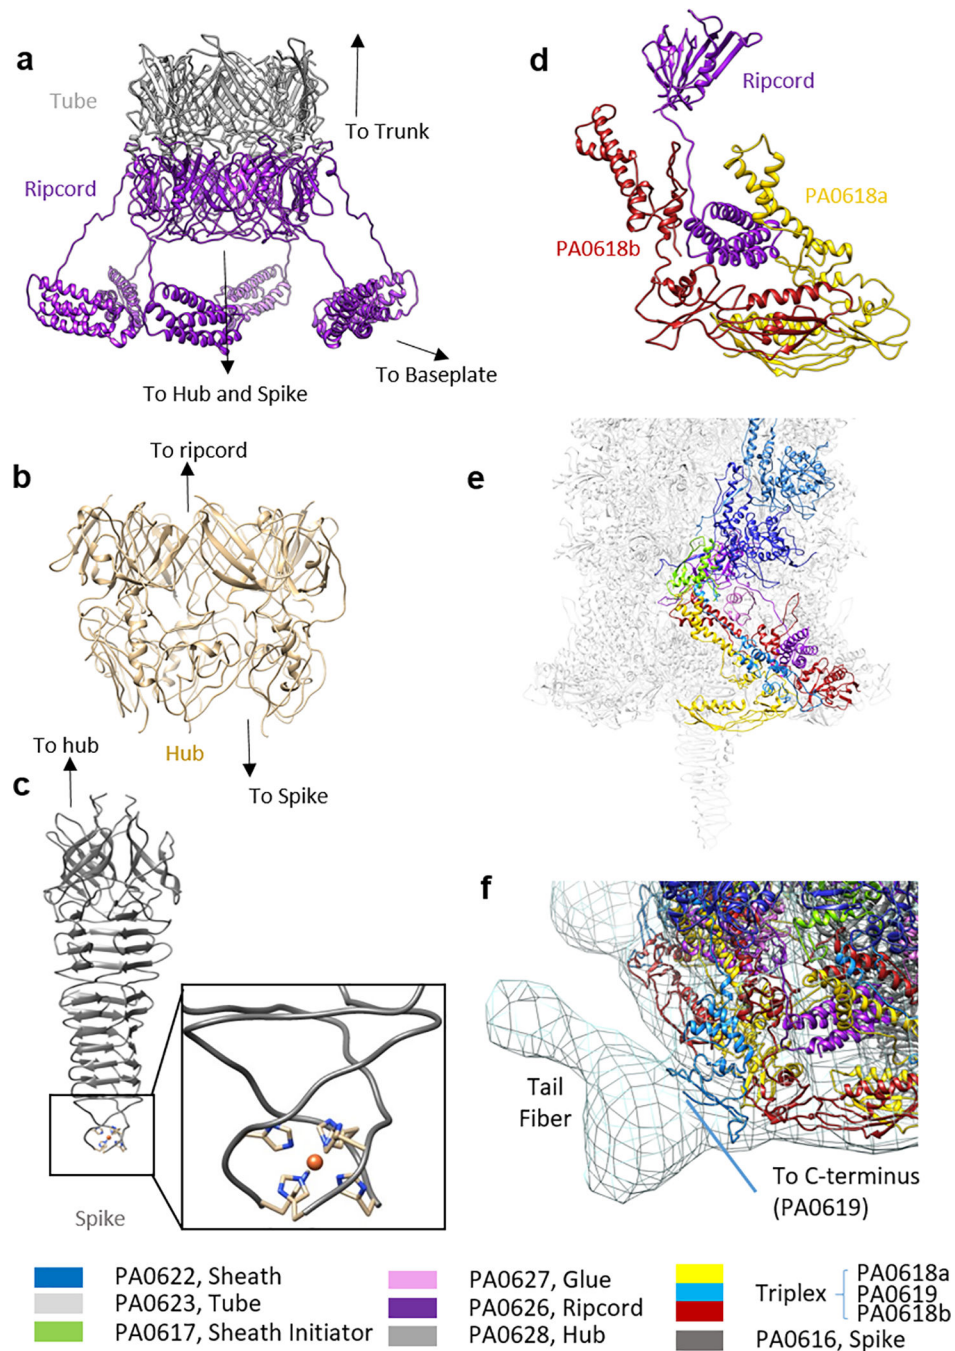 a
Tube
To Trunk
Ripcord
To Hub and Spike
To Baseplate
d
Ripcord
PA0618a
PA0618b
b
To ripcord
Hub
To Spike
e
c
To hub
Spike
f
Tail
Fiber
To C-terminus
(PA0619)
PA0622, Sheath
PA0623, Tube
PA0617, Sheath Initiator
PA0627, Glue
PA0626, Ripcord
PA0628, Hub
Triplex
PA0618a
PA0619
PA0618b
PA0616, Spike